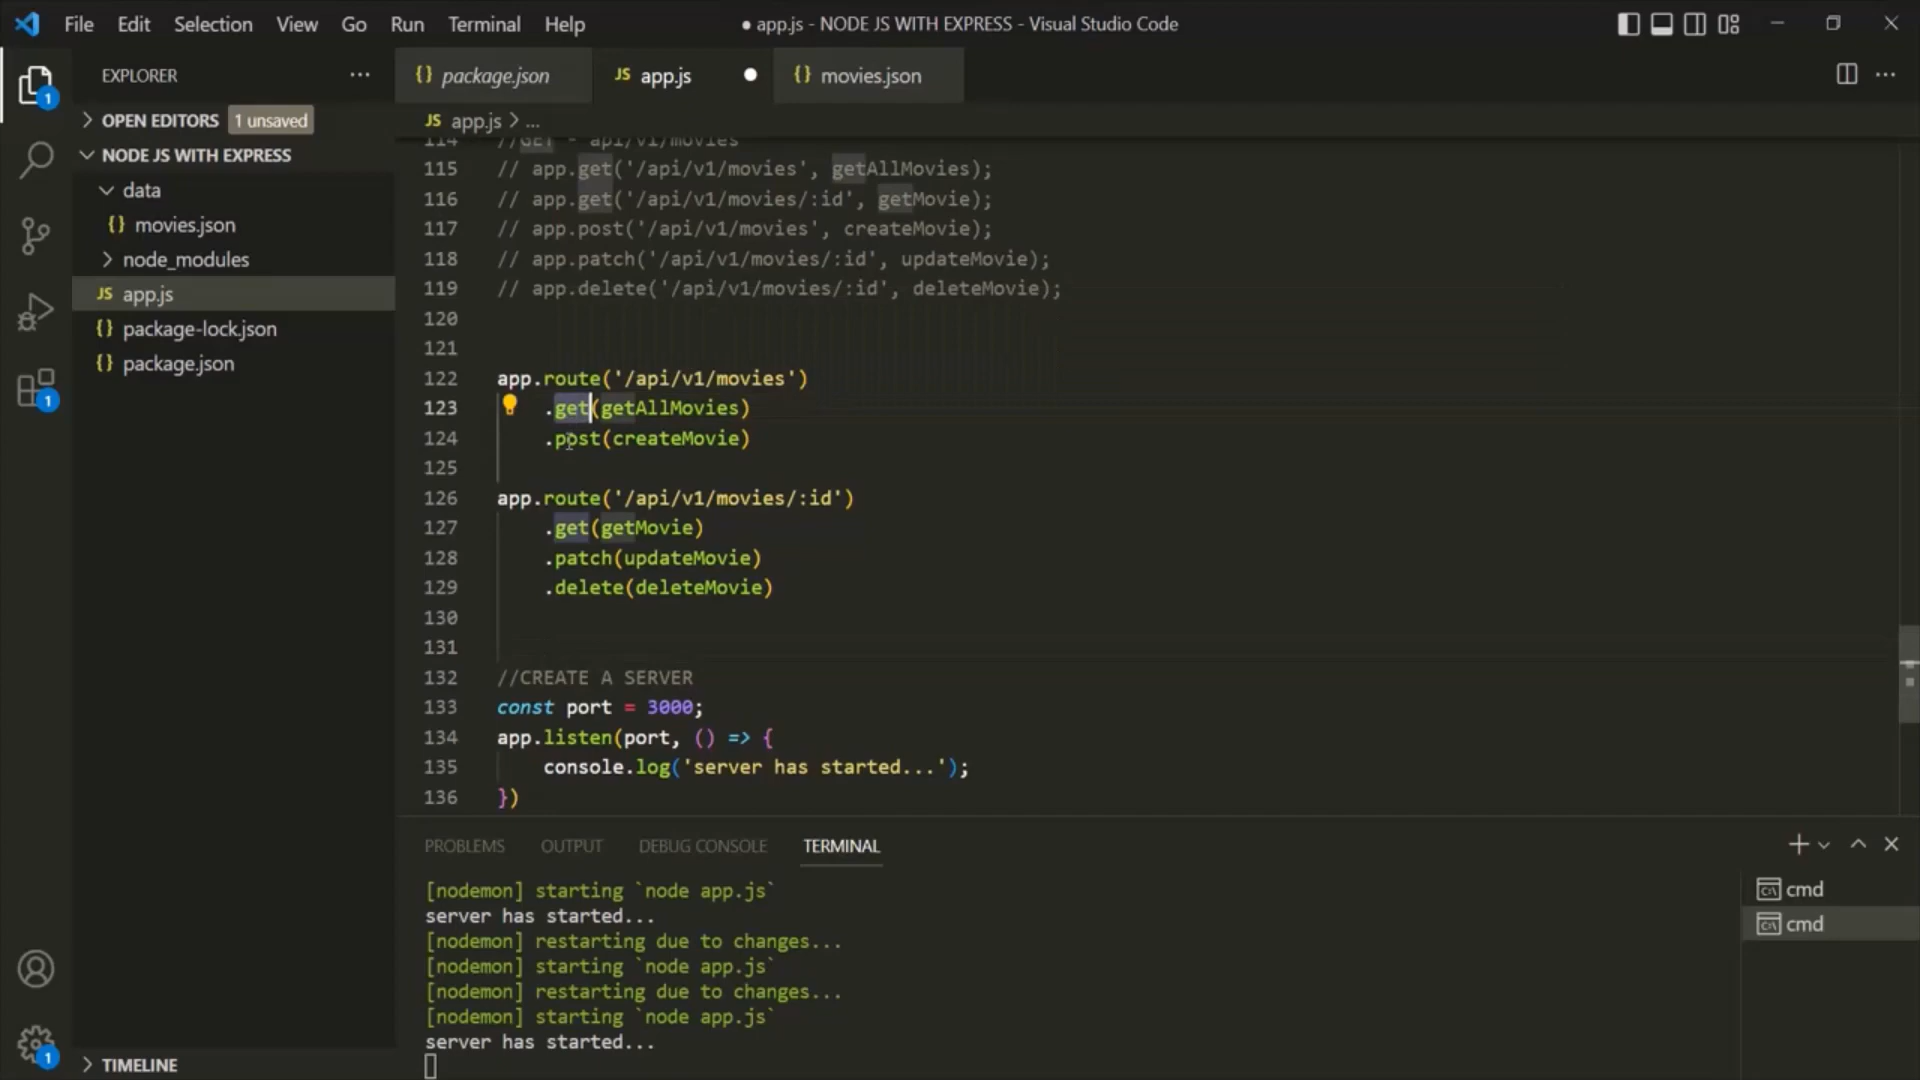 File Edit Selection View Go Run Terminal Help
● app.js - NODE JS WITH EXPRESS - Visual Studio Code
EXPLORER
OPEN EDITORS 1 unsaved
NODE JS WITH EXPRESS
data
{} movies.json
node_modules
JS app.js
{} package-lock.json
{} package.json
TIMELINE
1
1
1
{} package.json
JS app.js
{} movies.json
JS app.js > ...
114 //GET - api/v1/movies
115 // app.get('/api/v1/movies', getAllMovies);
116 // app.get('/api/v1/movies/:id', getMovie);
117 // app.post('/api/v1/movies', createMovie);
118 // app.patch('/api/v1/movies/:id', updateMovie);
119 // app.delete('/api/v1/movies/:id', deleteMovie);
120
121
122 app.route('/api/v1/movies')
123 .get(getAllMovies)
124 .post(createMovie)
125
126 app.route('/api/v1/movies/:id')
127 .get(getMovie)
128 .patch(updateMovie)
129 .delete(deleteMovie)
130
131
132 //CREATE A SERVER
133 const port = 3000;
134 app.listen(port, () => {
135 console.log('server has started...');
136 })
PROBLEMS OUTPUT DEBUG CONSOLE TERMINAL
[nodemon] starting `node app.js`
server has started...
[nodemon] restarting due to changes...
[nodemon] starting `node app.js`
[nodemon] restarting due to changes...
[nodemon] starting `node app.js`
server has started...
cmd
cmd